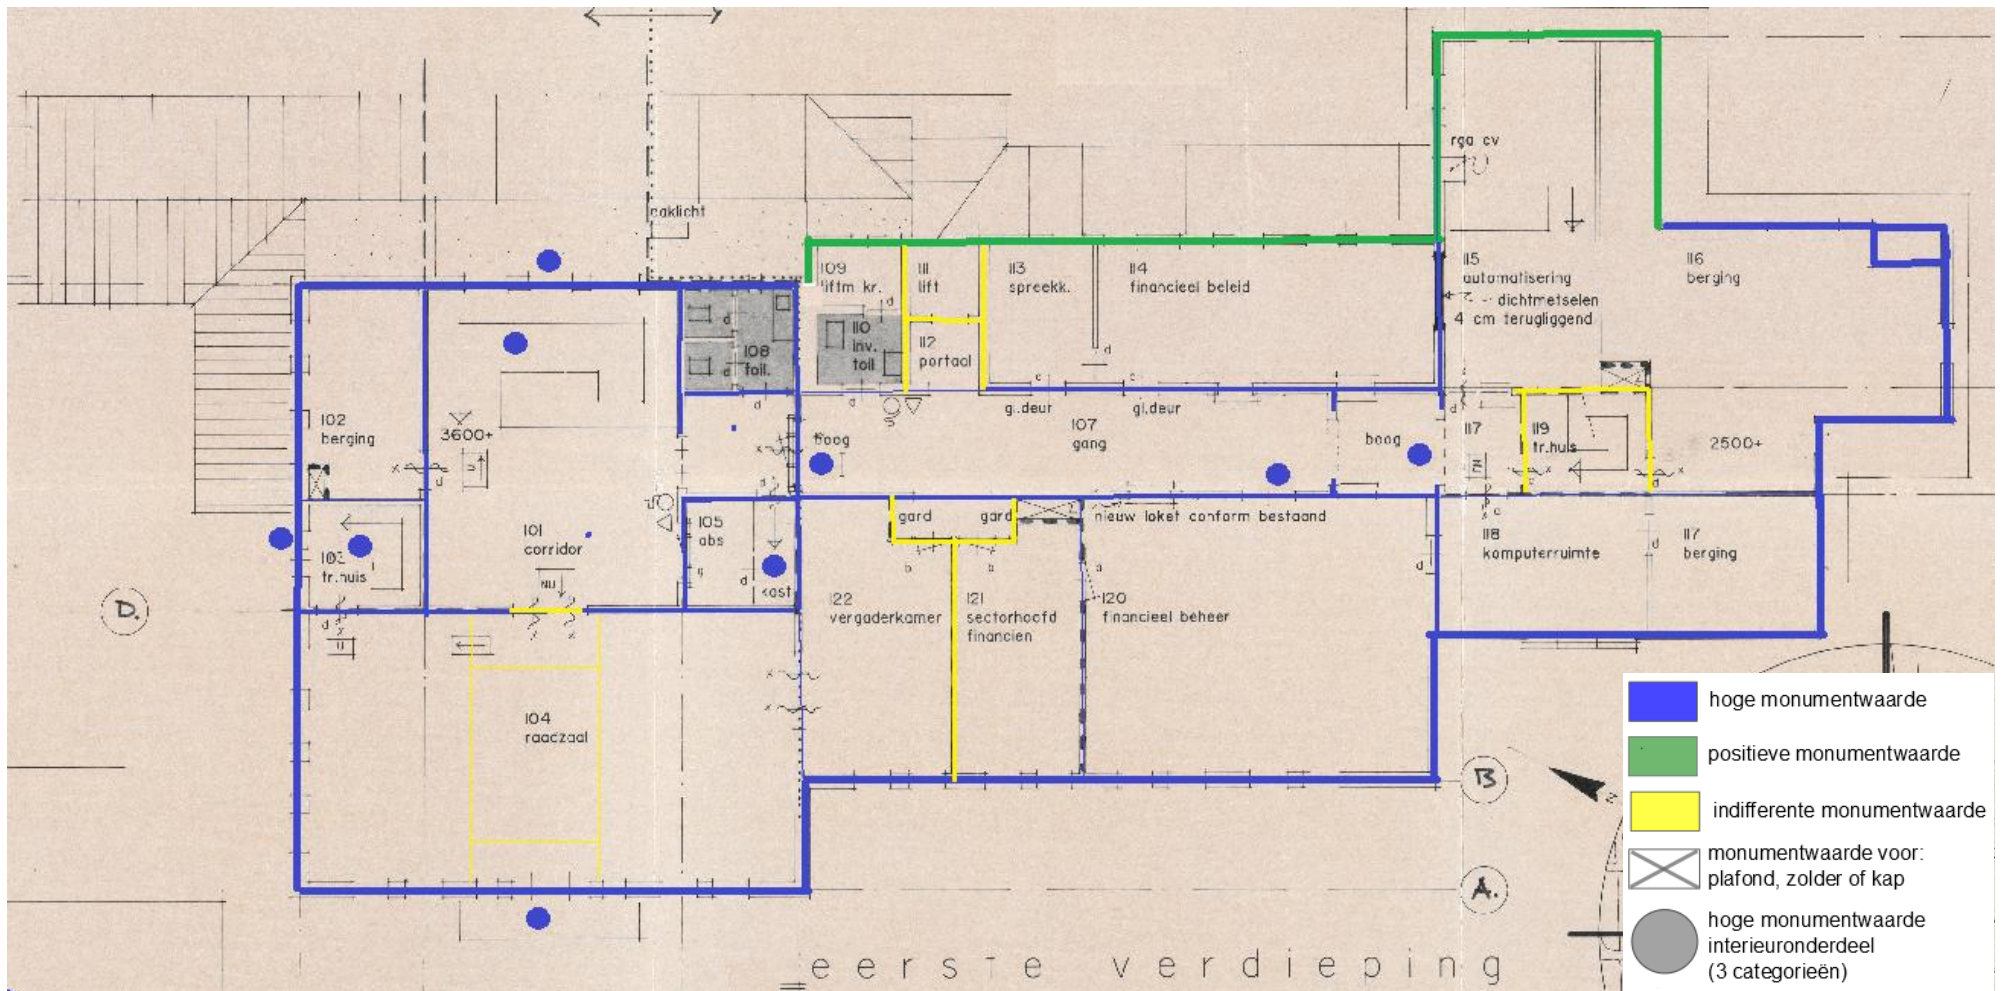 daklicht
rga cv
109
liftm kr.
111
lift
113
spreekk.
114
financieel beleid
115
automatisering
dichtmetselen
4 cm terugliggend
116
berging
d
110
inv.
toil
112
portaal
108
toil.
d
d
d
d
c
c
d
102
berging
3600+
d
boog
gl.deur
gl.deur
107
gang
boog
117
119
tr.huis
2500+
103
tr.huis
101
corridor
NU
105
abs
kast
d
gard
gard
nieuw loket conform bestaand
b
b
a
d
118
komputerruimte
117
berging
d
122
vergaderkamer
121
sectorhoofd
financien
120
financieel beheer
104
raadzaal
D.
B
A.
eerste verdieping
hoge monumentwaarde
positieve monumentwaarde
indifferente monumentwaarde
monumentwaarde voor:
plafond, zolder of kap
hoge monumentwaarde
interieuronderdeel
(3 categorieën)